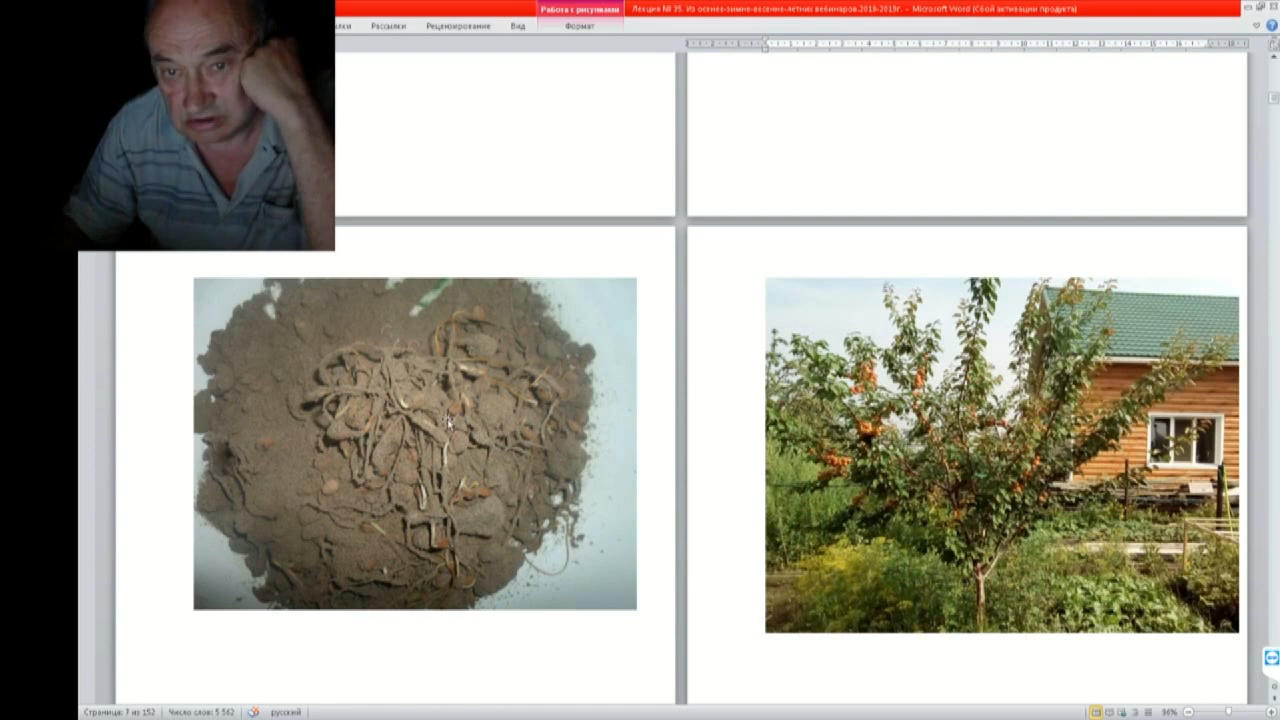 Работа с рисунками
Лекция № 35. Из осенне-зимне-весенне-летних вебинаров.2018-2019г. - Microsoft Word (Сбой активации продукта)
Рассылки
Рецензирование
Вид
Формат
Страница: 7 из 152
Число слов: 5 562
русский
96%